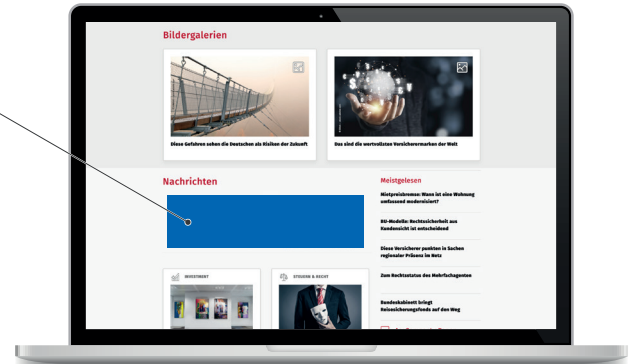 Bildergalerien
Diese Gefahren sehen die Deutschen als Risiken der Zukunft
Das sind die wertvollsten Versicherermarken der Welt
Nachrichten
INVESTMENT
STEUERN & RECHT
Meistgelesen
Mietpreisbremse: Wann ist eine Wohnung
umfassend modernisiert?
BU-Modelle: Rechtssicherheit aus
Kundensicht ist entscheidend
Diese Versicherer punkten in Sachen
regionaler Präsenz im Netz
Zum Rechtsstatus des Mehrfachagenten
Bundeskabinett bringt
Reisesicherungsfonds auf den Weg